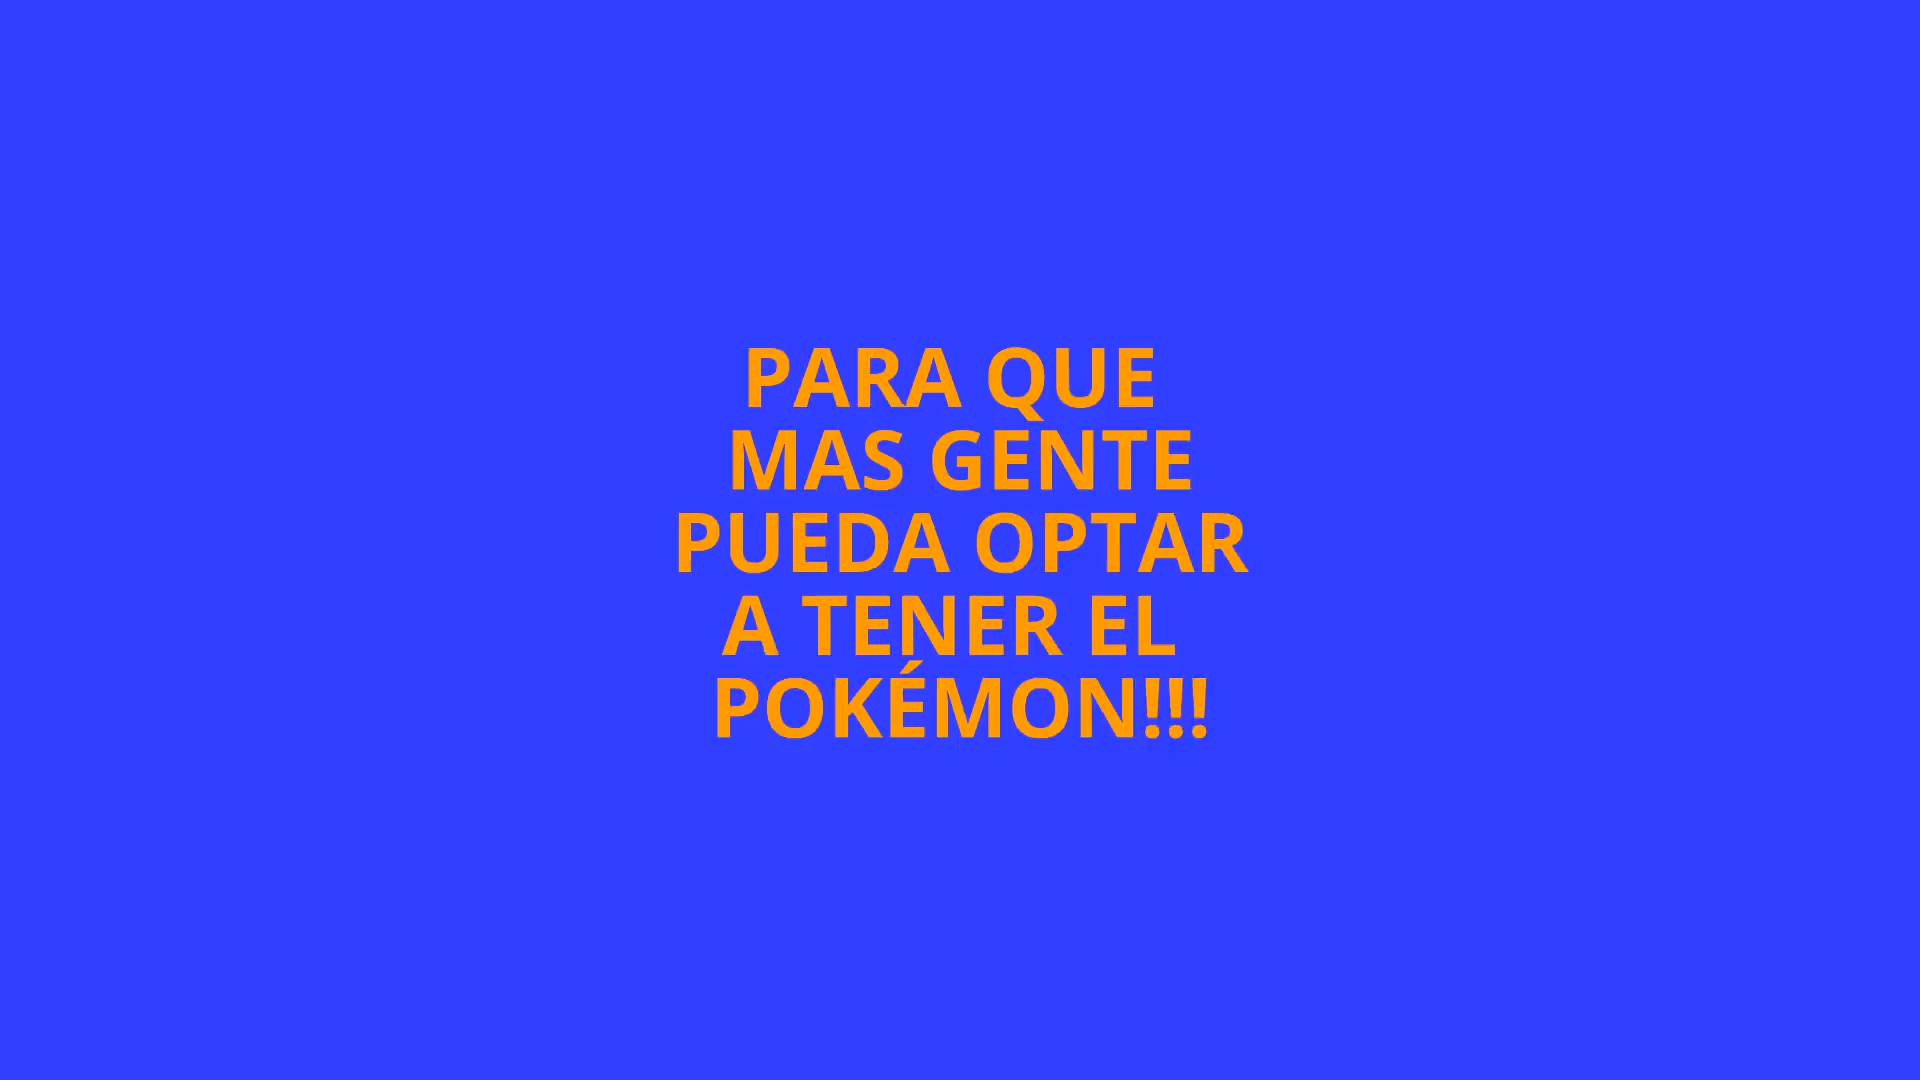 PARA QUE
MAS GENTE
PUEDA OPTAR
A TENER EL
POKÉMON!!!